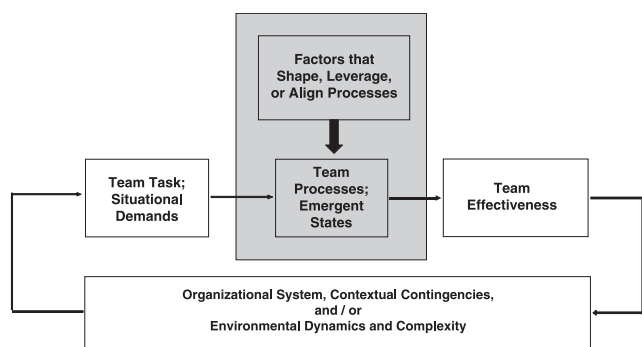 Factors that
Shape, Leverage,
or Align Processes
Team Task;
Situational
Demands
Team
Processes;
Emergent
States
Team
Effectiveness
Organizational System, Contextual Contingencies,
and / or
Environmental Dynamics and Complexity